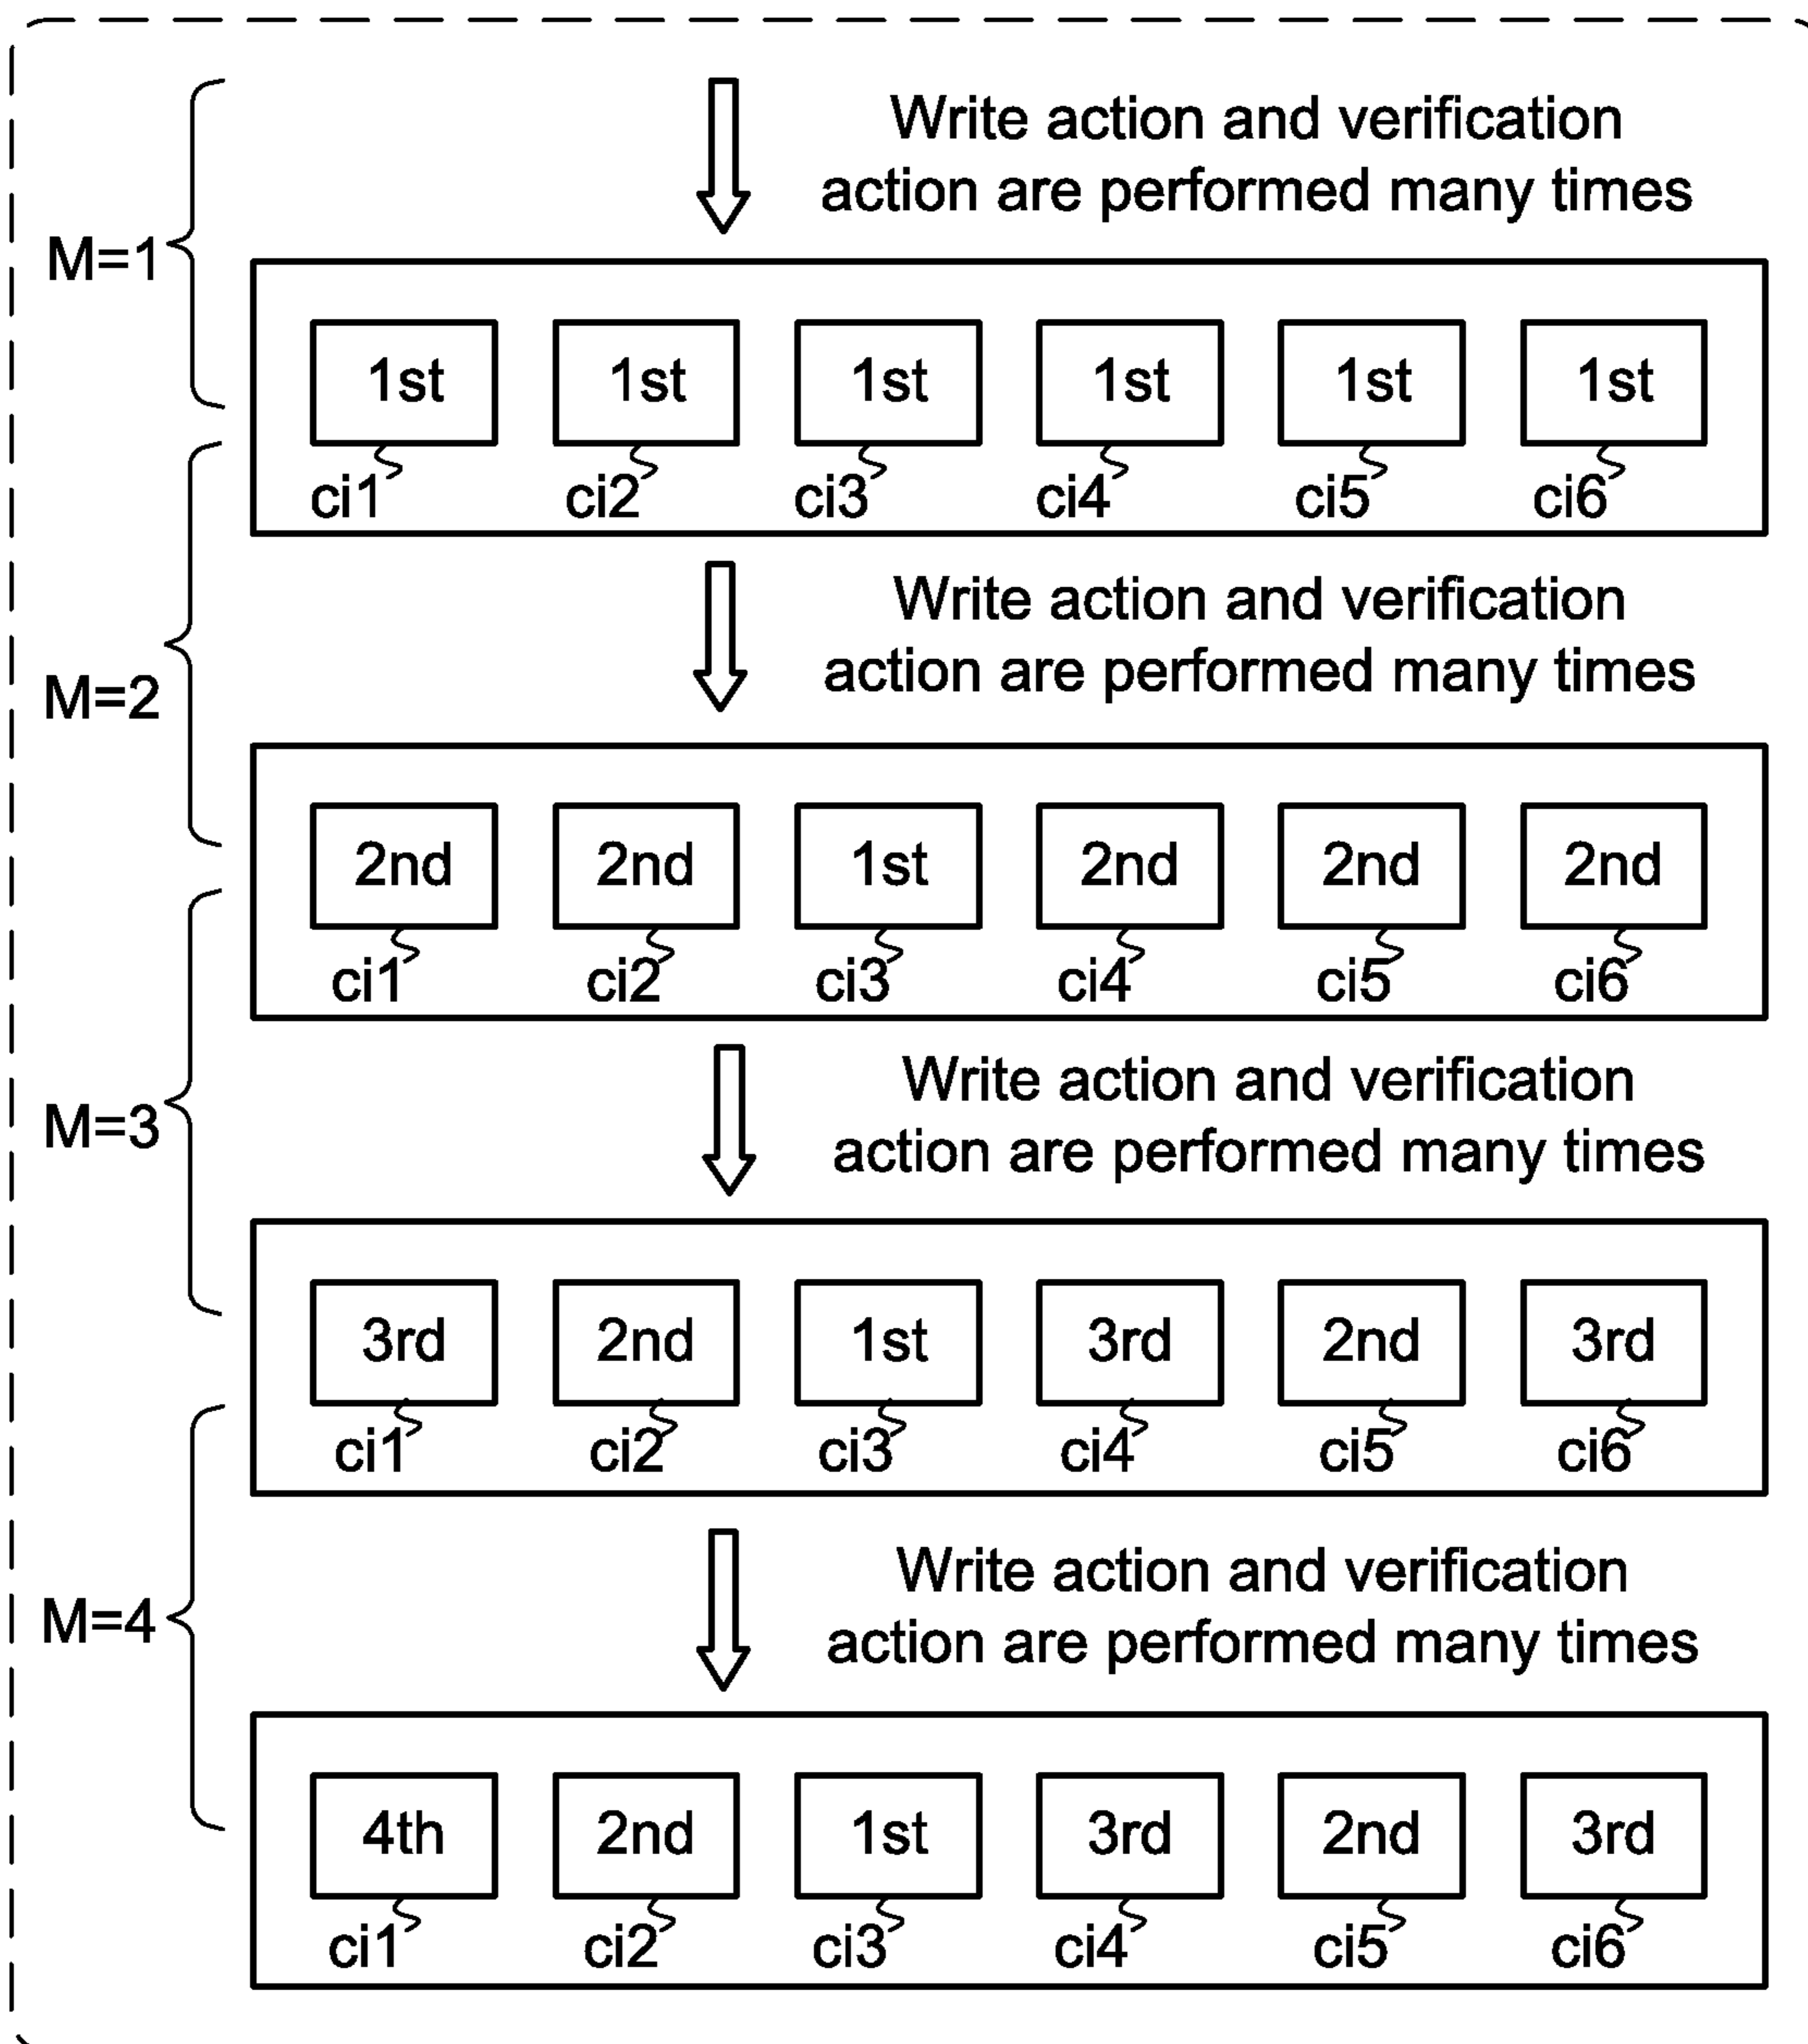 Write action and verification
action are performed many times
M=1
1st 1st 1st 1st 1st 1st
ci1 ci2 ci3 ci4 ci5 ci6
Write action and verification
action are performed many times
M=2
2nd 2nd 1st 2nd 2nd 2nd
ci1 ci2 ci3 ci4 ci5 ci6
Write action and verification
action are performed many times
M=3
3rd 2nd 1st 3rd 2nd 3rd
ci1 ci2 ci3 ci4 ci5 ci6
Write action and verification
action are performed many times
M=4
4th 2nd 1st 3rd 2nd 3rd
ci1 ci2 ci3 ci4 ci5 ci6